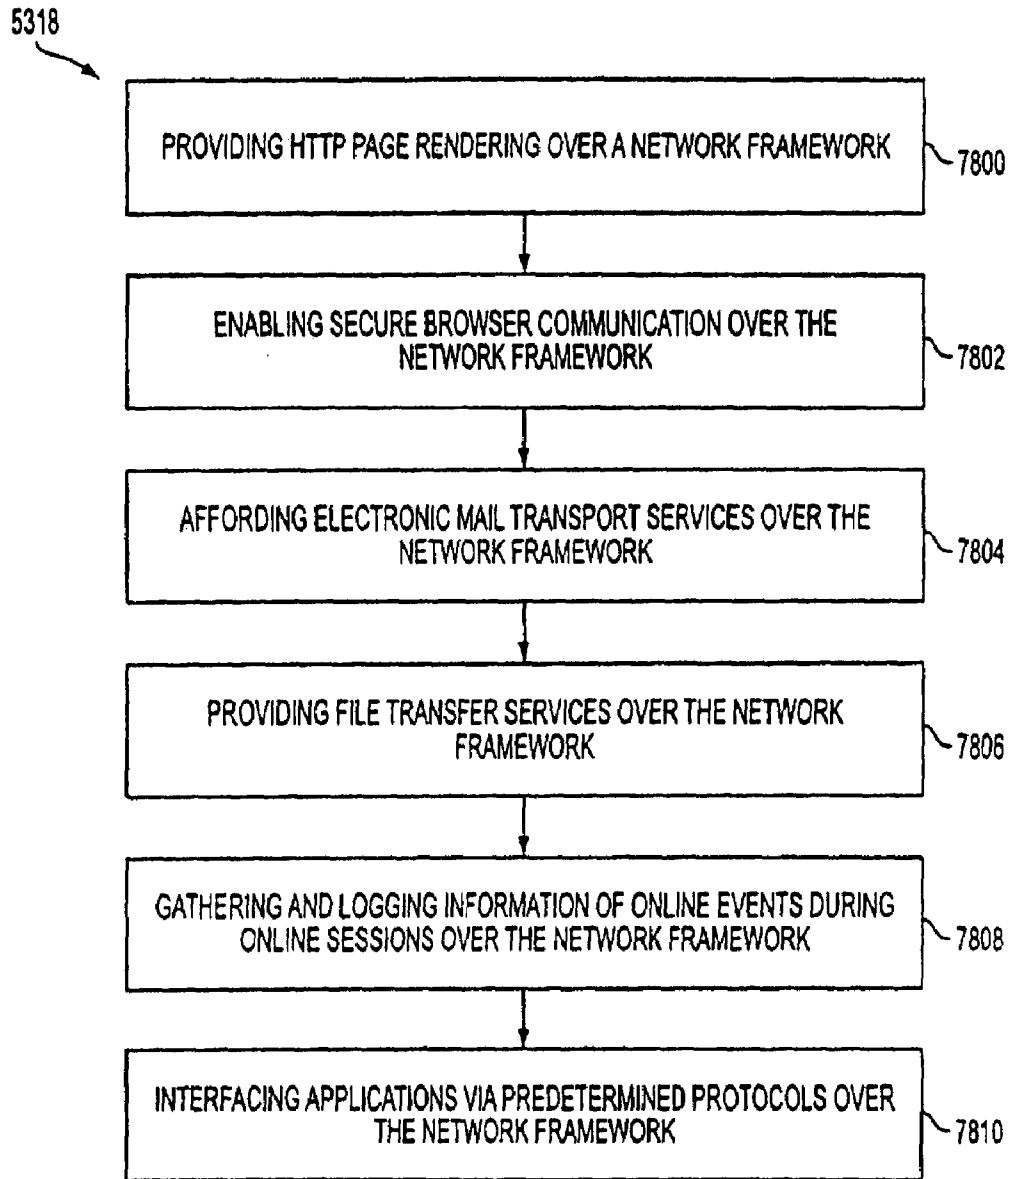 5318
PROVIDING HTTP PAGE RENDERING OVER A NETWORK FRAMEWORK
7800
ENABLING SECURE BROWSER COMMUNICATION OVER THE
NETWORK FRAMEWORK
7802
AFFORDING ELECTRONIC MAIL TRANSPORT SERVICES OVER THE
NETWORK FRAMEWORK
7804
PROVIDING FILE TRANSFER SERVICES OVER THE NETWORK
FRAMEWORK
7806
GATHERING AND LOGGING INFORMATION OF ONLINE EVENTS DURING
ONLINE SESSIONS OVER THE NETWORK FRAMEWORK
7808
INTERFACING APPLICATIONS VIA PREDETERMINED PROTOCOLS OVER
THE NETWORK FRAMEWORK
7810